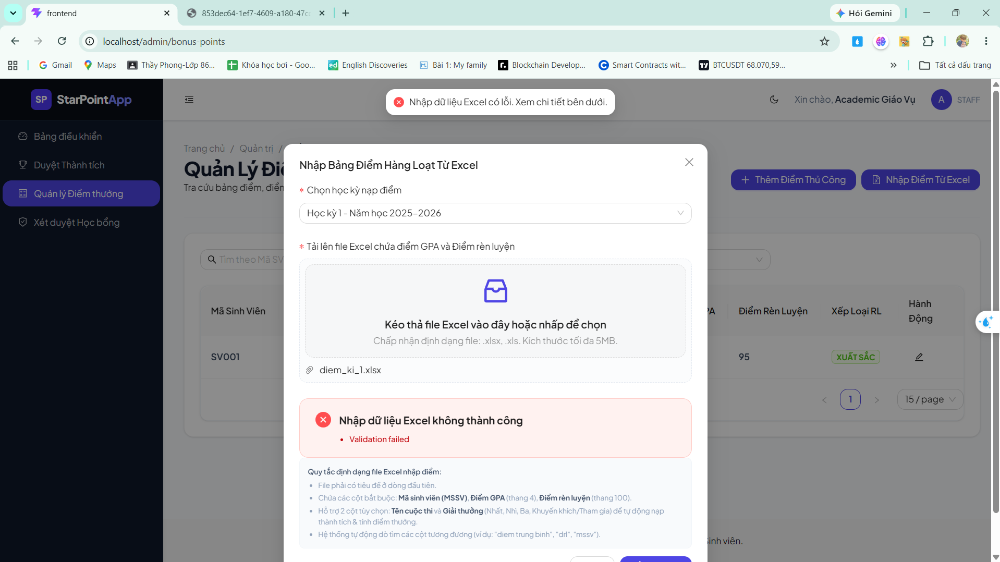 frontend
853dec64-1ef7-4609-a180-47cc
Hỏi Gemini
localhost/admin/bonus-points
Gmail
Maps
Thầy Phong-Lớp 86...
Khóa học bơi - Goo...
English Discoveries
Bài 1: My family
Blockchain Develop...
Smart Contracts wit...
BTCUSDT 68.070,59...
Tất cả dấu trang
SP StarPointApp
Nhập dữ liệu Excel có lỗi. Xem chi tiết bên dưới.
Xin chào, Academic Giáo Vụ
A
STAFF
Bảng điều khiển
Duyệt Thành tích
Quản lý Điểm thưởng
Xét duyệt Học bổng
Trang chủ / Quản trị /
Quản Lý
Tra cứu bảng điểm,
Thêm Điểm Thủ Công
Nhập Điểm Từ Excel
Tìm theo Mã SV
Mã Sinh Viên
Điểm Rèn Luyện
Xếp Loại RL
Hành Động
SV001
95
XUẤT SẮC
1
15 / page
Nhập Bảng Điểm Hàng Loạt Từ Excel
* Chọn học kỳ nạp điểm
Học kỳ 1 - Năm học 2025-2026
* Tải lên file Excel chứa điểm GPA và Điểm rèn luyện
Kéo thả file Excel vào đây hoặc nhấp để chọn
Chấp nhận định dạng file: .xlsx, .xls. Kích thước tối đa 5MB.
diem_ki_1.xlsx
Nhập dữ liệu Excel không thành công
• Validation failed
Quy tắc định dạng file Excel nhập điểm:
• File phải có tiêu đề ở dòng đầu tiên.
• Chứa các cột bắt buộc: Mã sinh viên (MSSV), Điểm GPA (thang 4), Điểm rèn luyện (thang 100).
• Hỗ trợ 2 cột tùy chọn: Tên cuộc thi và Giải thưởng (Nhất, Nhì, Ba, Khuyến khích/Tham gia) để tự động nạp
thành tích & tính điểm thưởng.
• Hệ thống tự động dò tìm các cột tương đương (ví dụ: "diem trung binh", "drl", "mssv").
viên.